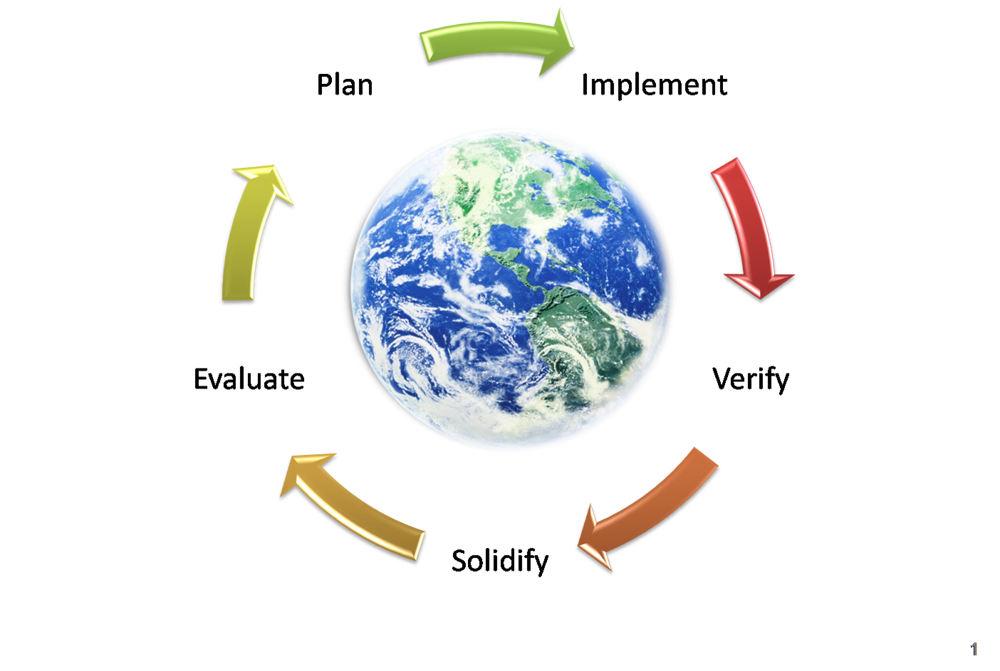 Plan
Implement
Evaluate
Verify
Solidify
1